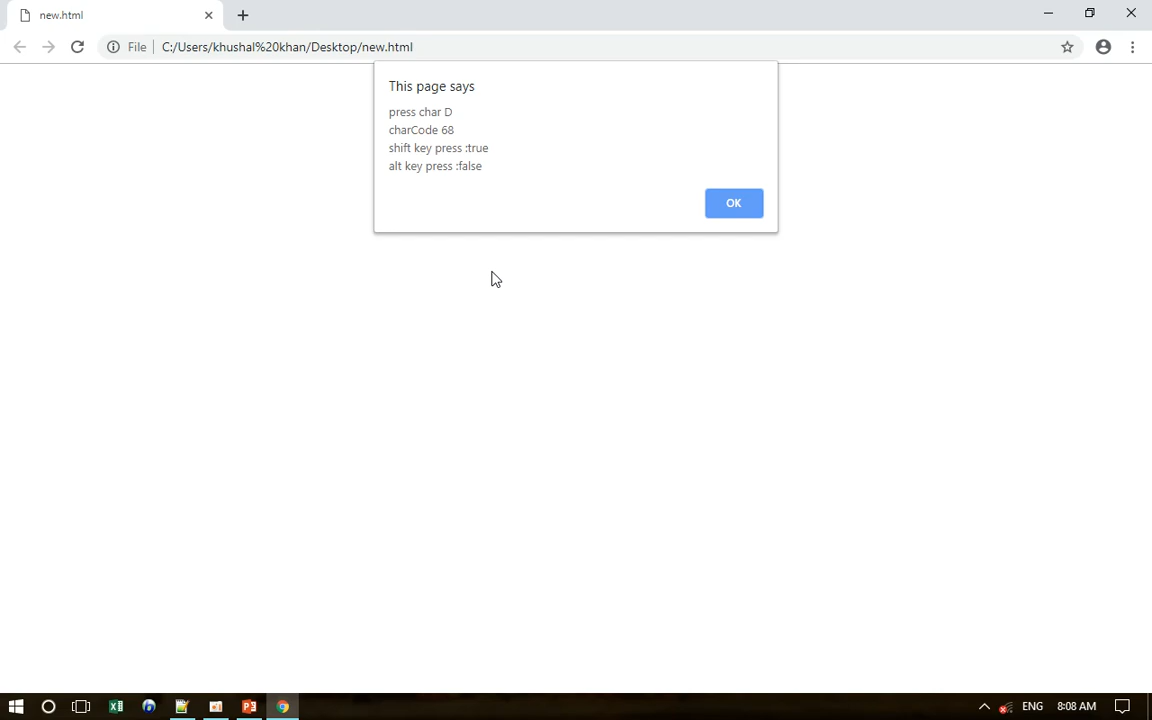 new.html
File
C:/Users/khushal%20khan/Desktop/new.html
This page says
press char D
charCode 68
shift key press :true
alt key press :false
OK
ENG
8:08 AM